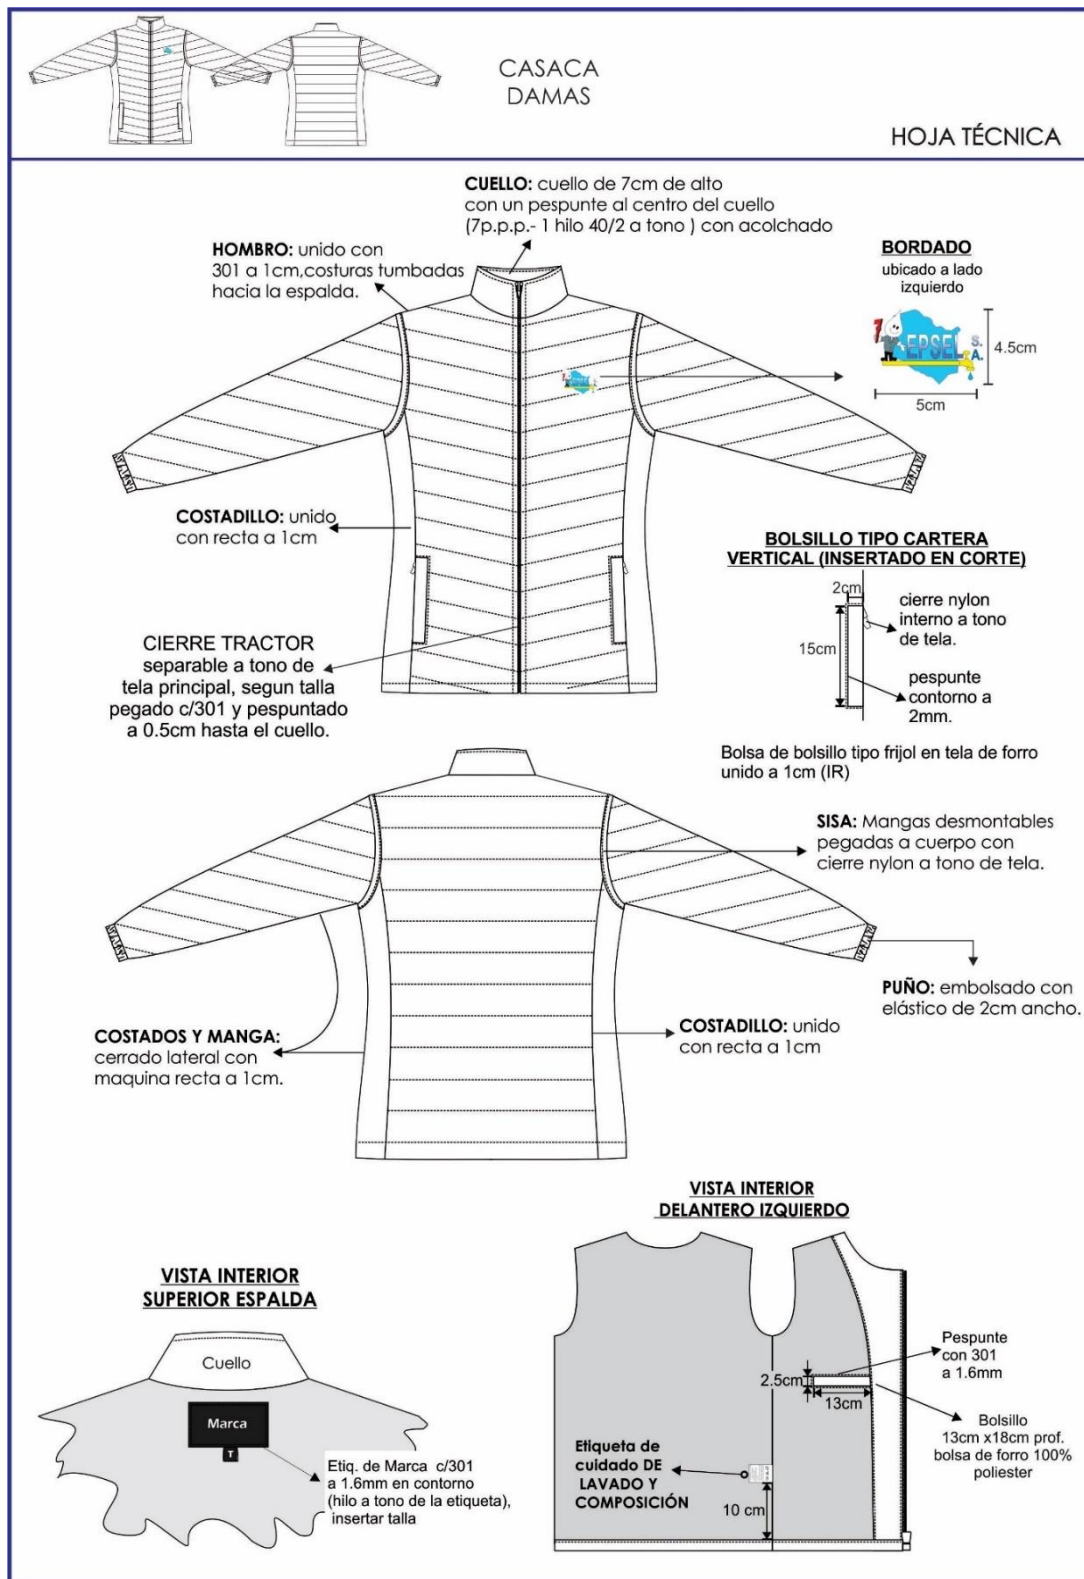 CASACA
DAMAS
HOJA TÉCNICA
CUELLO: cuello de 7cm de alto
con un pespunte al centro del cuello
(7p.p.p.- 1 hilo 40/2 a tono ) con acolchado
HOMBRO: unido con
301 a 1cm,costuras tumbadas
hacia la espalda.
BORDADO
ubicado a lado
izquierdo
EPSEL S.A.
4.5cm
5cm
COSTADILLO: unido
con recta a 1cm
BOLSILLO TIPO CARTERA
VERTICAL (INSERTADO EN CORTE)
2cm
cierre nylon
interno a tono
de tela.
15cm
pespunte
contorno a
2mm.
CIERRE TRACTOR
separable a tono de
tela principal, segun talla
pegado c/301 y pespuntado
a 0.5cm hasta el cuello.
Bolsa de bolsillo tipo frijol en tela de forro
unido a 1cm (IR)
SISA: Mangas desmontables
pegadas a cuerpo con
cierre nylon a tono de tela.
PUÑO: embolsado con
elástico de 2cm ancho.
COSTADOS Y MANGA:
cerrado lateral con
maquina recta a 1cm.
COSTADILLO: unido
con recta a 1cm
VISTA INTERIOR
DELANTERO IZQUIERDO
VISTA INTERIOR
SUPERIOR ESPALDA
Cuello
Marca
T
Etiq. de Marca c/301
a 1.6mm en contorno
(hilo a tono de la etiqueta),
insertar talla
Pespunte
con 301
a 1.6mm
2.5cm
13cm
Bolsillo
13cm x18cm prof.
bolsa de forro 100%
poliester
Etiqueta de
cuidado DE
LAVADO Y
COMPOSICIÓN
10 cm